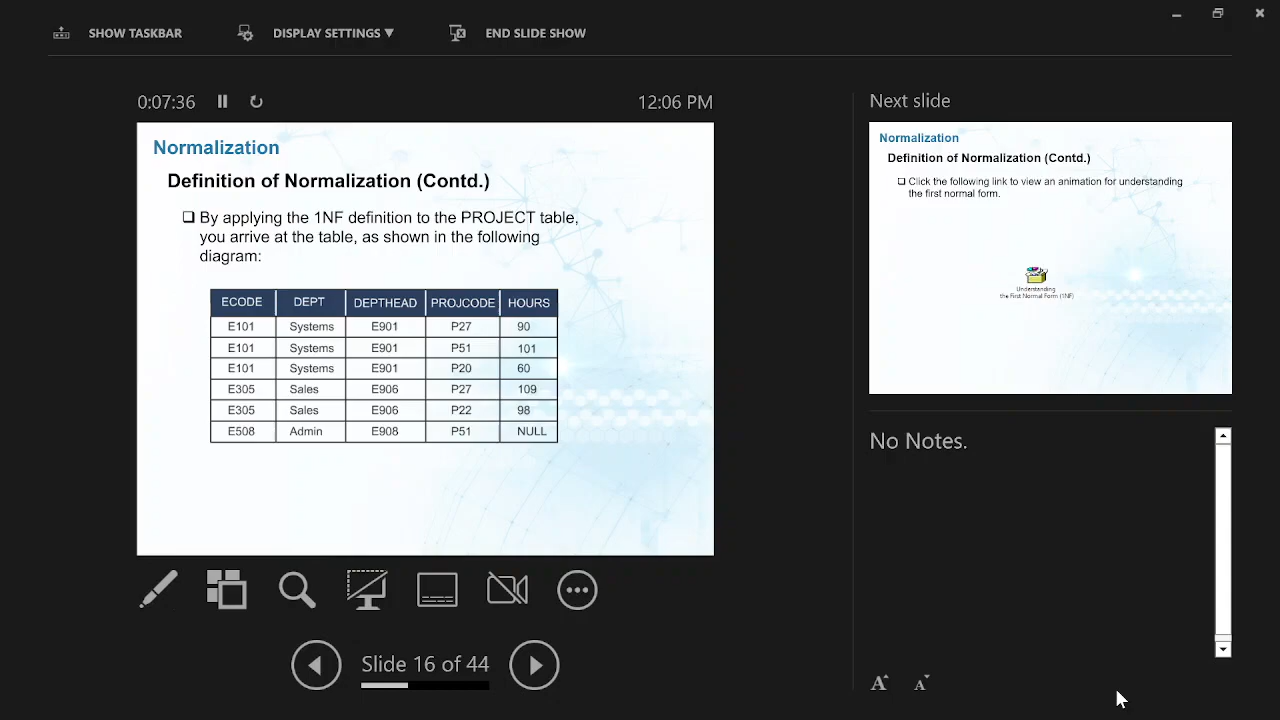 SHOW TASKBAR DISPLAY SETTINGS ▼ END SLIDE SHOW
0:07:36 12:06 PM
Normalization
Definition of Normalization (Contd.)
❑ By applying the 1NF definition to the PROJECT table,
you arrive at the table, as shown in the following
diagram:
ECODE DEPT DEPTHEAD PROJCODE HOURS
E101 Systems E901 P27 90
E101 Systems E901 P51 101
E101 Systems E901 P20 60
E305 Sales E906 P27 109
E305 Sales E906 P22 98
E508 Admin E908 P51 NULL
Slide 16 of 44
Next slide
Normalization
Definition of Normalization (Contd.)
❑ Click the following link to view an animation for understanding
the first normal form.
Understanding
the First Normal Form (1NF)
No Notes.
A A